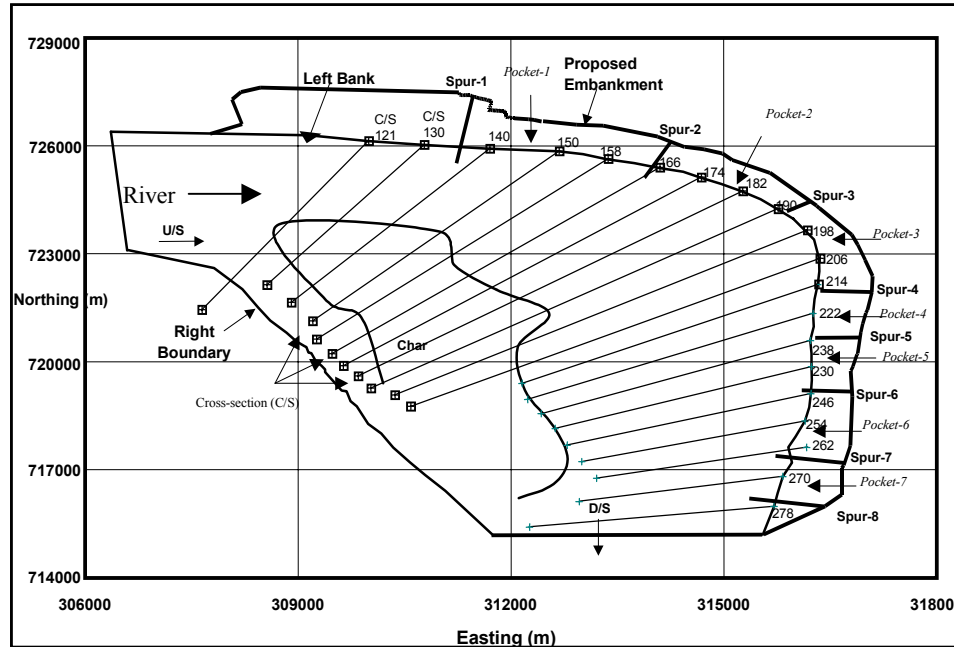 729000
Left Bank
Spur-1
Pocket-1
Proposed
Embankment
C/S
121
C/S
130
140
150
158
Spur-2
Pocket-2
726000
166
174
182
River
190
Spur-3
198
Pocket-3
U/S
723000
206
214
Spur-4
Northing (m)
222
Pocket-4
Right
Boundary
Char
Spur-5
238
Pocket-5
720000
230
Cross-section (C/S)
246
Spur-6
254
Pocket-6
262
Spur-7
717000
270
Pocket-7
D/S
278
Spur-8
714000
306000
309000
312000
315000
31800
Easting (m)